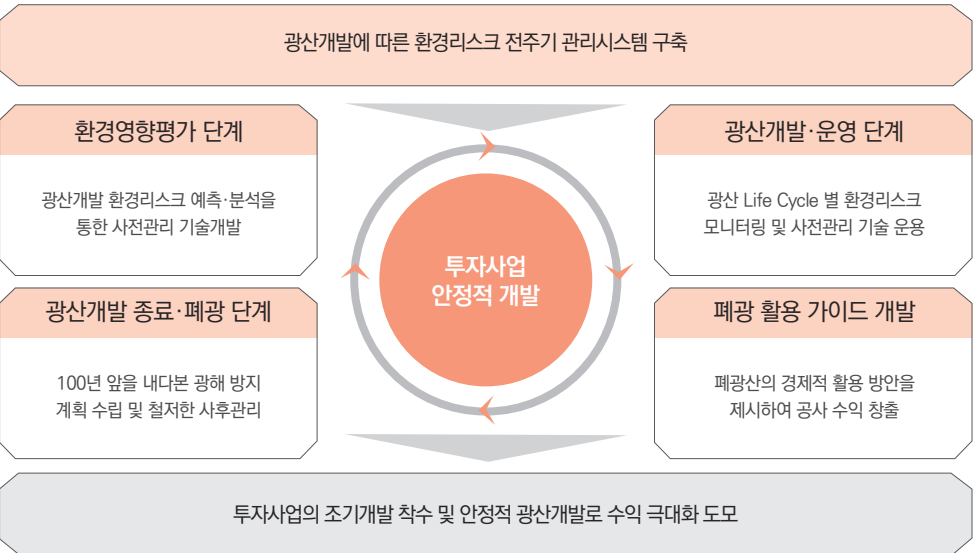 광산개발에 따른 환경리스크 전주기 관리시스템 구축
환경영향평가 단계
광산개발 환경리스크 예측·분석을
통한 사전관리 기술개발
광산개발·운영 단계
광산 Life Cycle 별 환경리스크
모니터링 및 사전관리 기술 운용
투자사업
안정적 개발
광산개발 종료·폐광 단계
100년 앞을 내다본 광해 방지
계획 수립 및 철저한 사후관리
폐광 활용 가이드 개발
폐광산의 경제적 활용 방안을
제시하여 공사 수익 창출
투자사업의 조기개발 착수 및 안정적 광산개발로 수익 극대화 도모